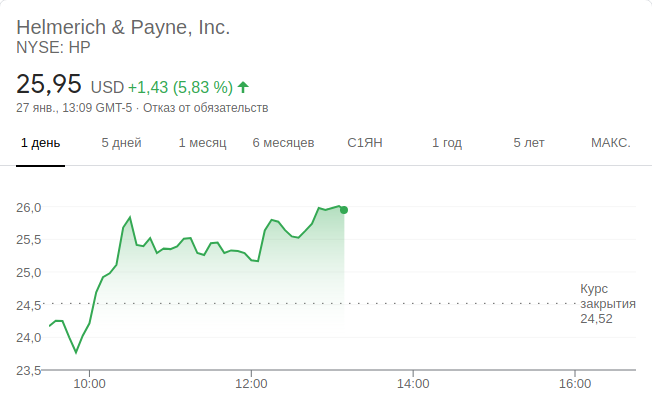 Helmerich & Payne, Inc.
NYSE: HP
25,95 USD +1,43 (5,83 %)
27 янв., 13:09 GMT-5 · Отказ от обязательств
1 день 5 дней 1 месяц 6 месяцев С1ЯН 1 год 5 лет МАКС.
26,0
25,5
25,0
24,5
24,0
23,5
Курс
закрытия
24,52
10:00 12:00 14:00 16:00